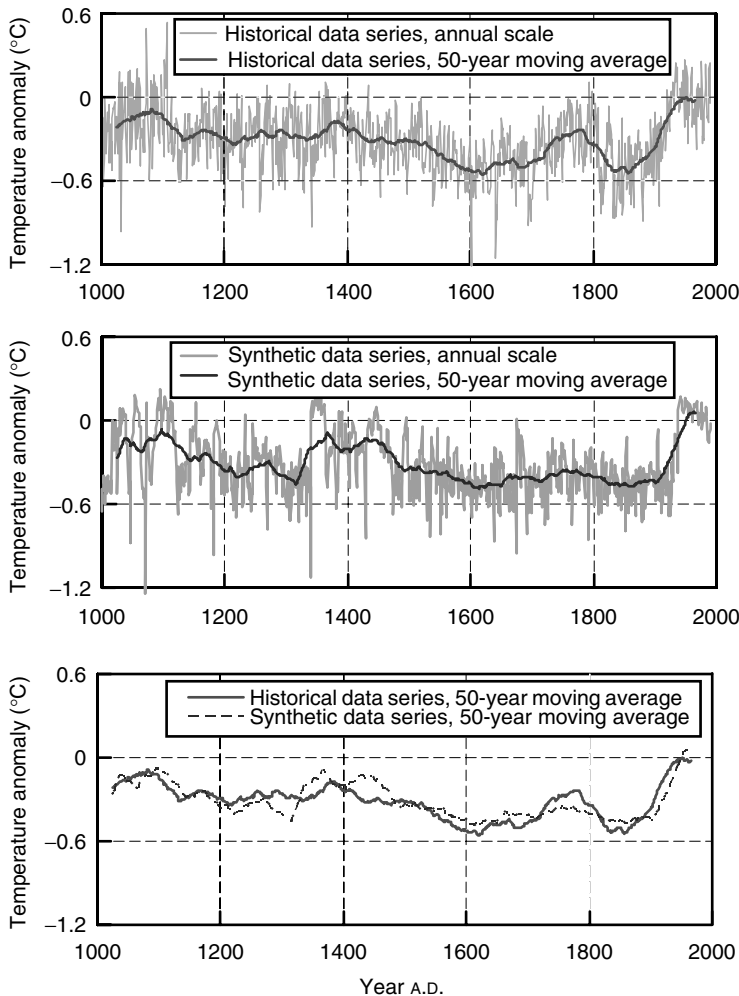 Temperature anomaly (°C)
0.6
0
−0.6
−1.2
Historical data series, annual scale
Historical data series, 50-year moving average
1000 1200 1400 1600 1800 2000
Temperature anomaly (°C)
0.6
0
−0.6
−1.2
Synthetic data series, annual scale
Synthetic data series, 50-year moving average
1000 1200 1400 1600 1800 2000
Temperature anomaly (°C)
0.6
0
−0.6
−1.2
Historical data series, 50-year moving average
Synthetic data series, 50-year moving average
1000 1200 1400 1600 1800 2000
Year A.D.